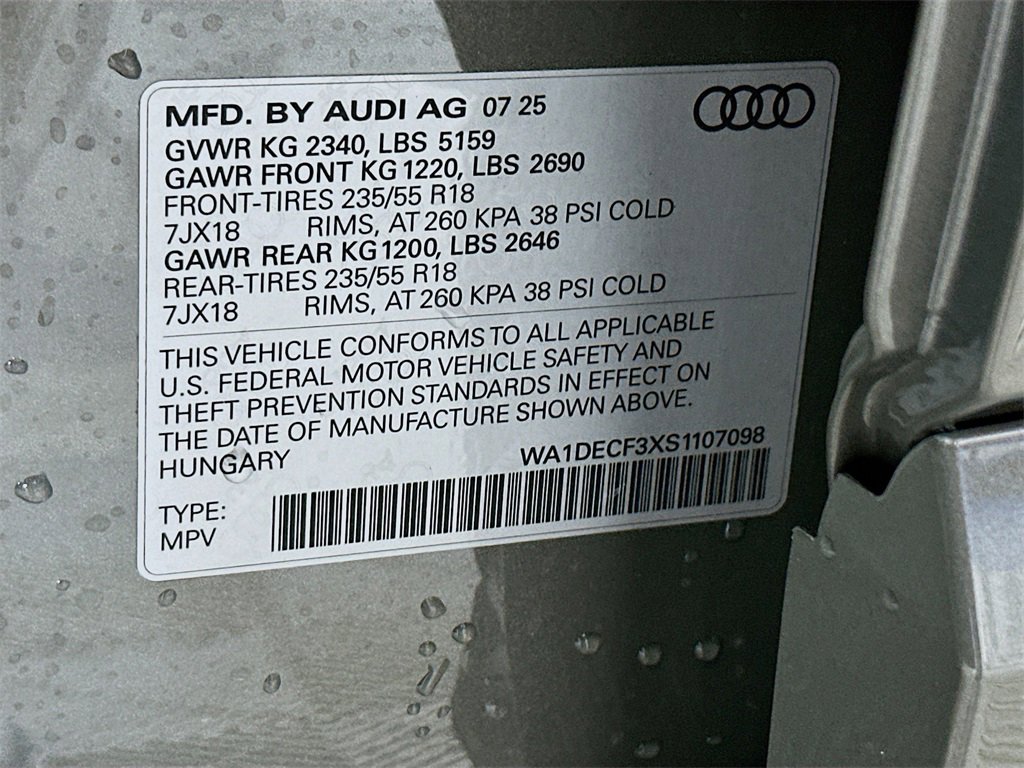 MFD. BY AUDI AG 07 25
GVWR KG 2340, LBS 5159
GAWR FRONT KG 1220, LBS 2690
FRONT-TIRES 235/55 R18
7JX18 RIMS, AT 260 KPA 38 PSI COLD
GAWR REAR KG 1200, LBS 2646
REAR-TIRES 235/55 R18
7JX18 RIMS, AT 260 KPA 38 PSI COLD
THIS VEHICLE CONFORMS TO ALL APPLICABLE
U.S. FEDERAL MOTOR VEHICLE SAFETY AND
THEFT PREVENTION STANDARDS IN EFFECT ON
THE DATE OF MANUFACTURE SHOWN ABOVE.
HUNGARY WA1DECF3XS1107098
TYPE:
MPV